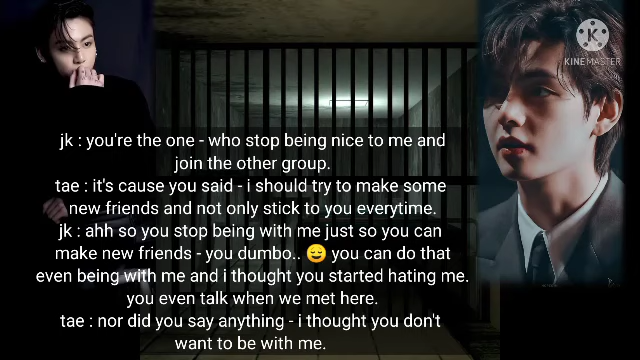 KINEMASTER
jk : you're the one - who stop being nice to me and
join the other group.
tae : it's cause you said - i should try to make some
new friends and not only stick to you everytime.
jk : ahh so you stop being with me just so you can
make new friends - you dumbo.. 😌 you can do that
even being with me and i thought you started hating me.
you even talk when we met here.
tae : nor did you say anything - i thought you don't
want to be with me.